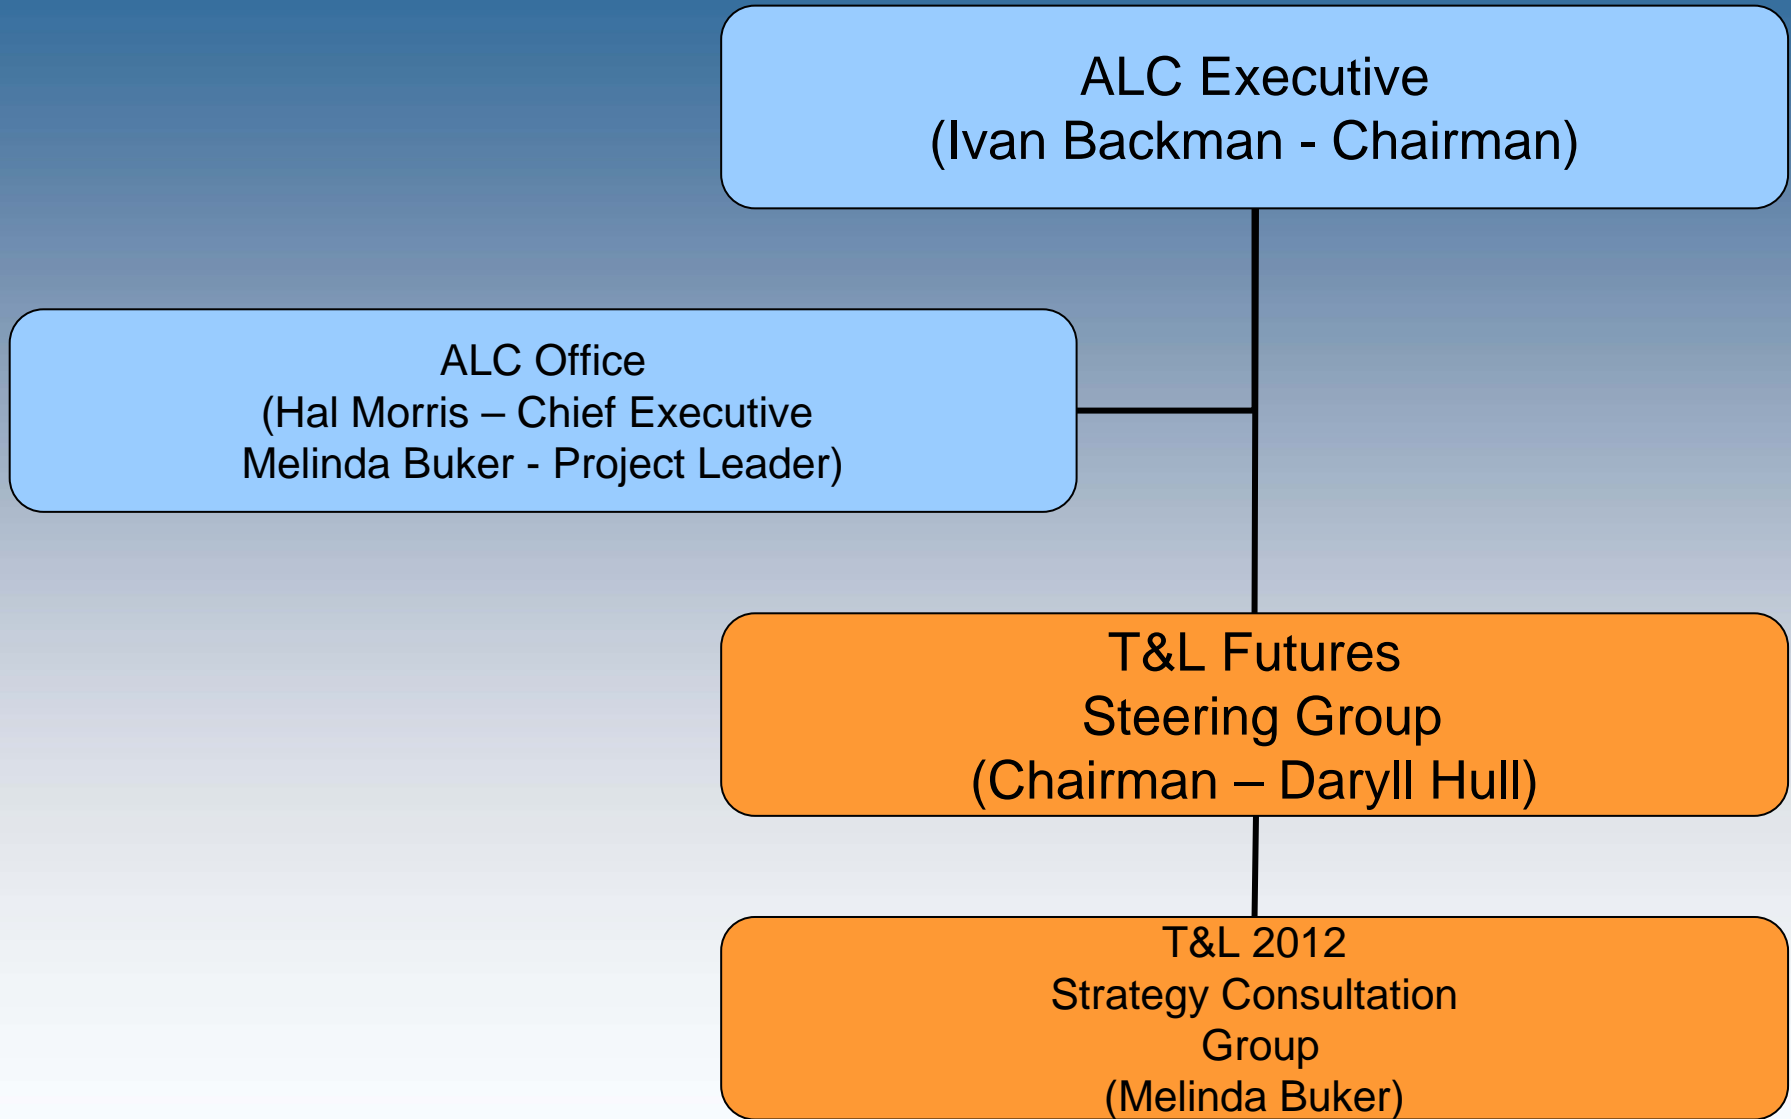 ALC Executive
(Ivan Backman - Chairman)
ALC Office
(Hal Morris – Chief Executive
Melinda Buker - Project Leader)
T&L Futures
Steering Group
(Chairman – Daryll Hull)
T&L 2012
Strategy Consultation
Group
(Melinda Buker)